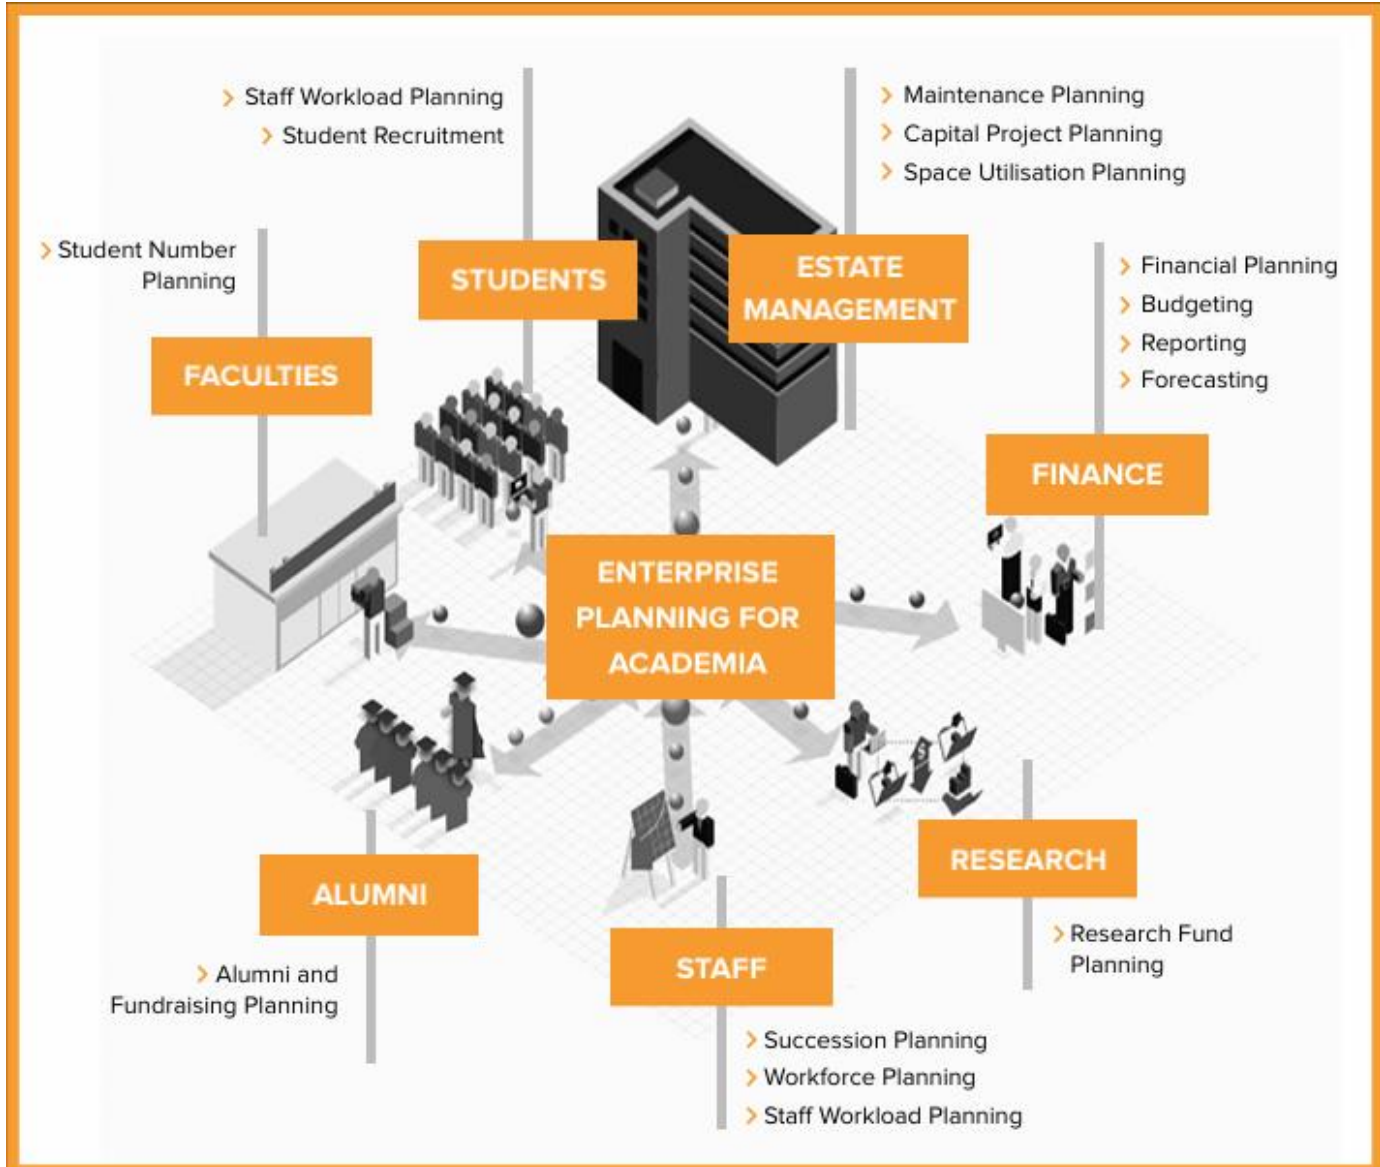 Staff Workload Planning
Student Recruitment
Maintenance Planning
Capital Project Planning
Space Utilisation Planning
Student Number
Planning
STUDENTS
ESTATE
MANAGEMENT
Financial Planning
Budgeting
Reporting
Forecasting
FACULTIES
FINANCE
ENTERPRISE
PLANNING FOR
ACADEMIA
ALUMNI
RESEARCH
Alumni and
Fundraising Planning
STAFF
Research Fund
Planning
Succession Planning
Workforce Planning
Staff Workload Planning